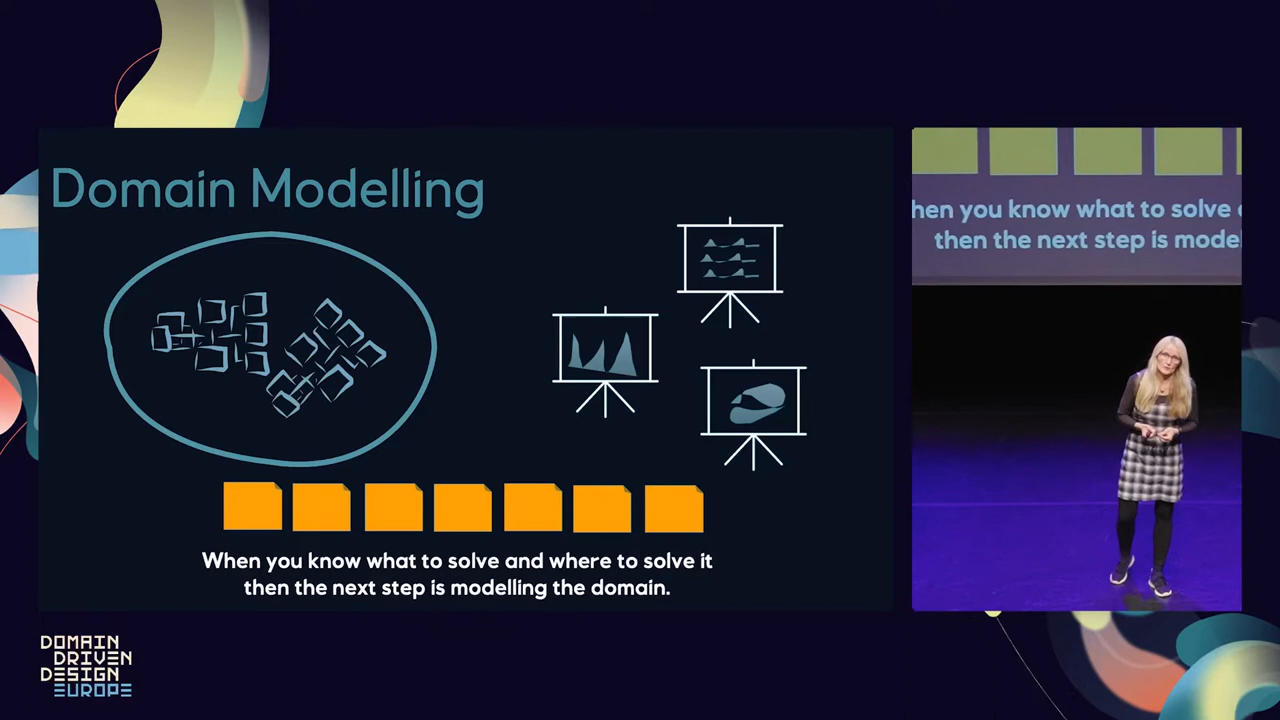 Domain Modelling
When you know what to solve and where to solve it
then the next step is modelling the domain.
hen you know what to solve
then the next step is mode
DOMAIN
DRIVEN
DESIGN
EUROPE